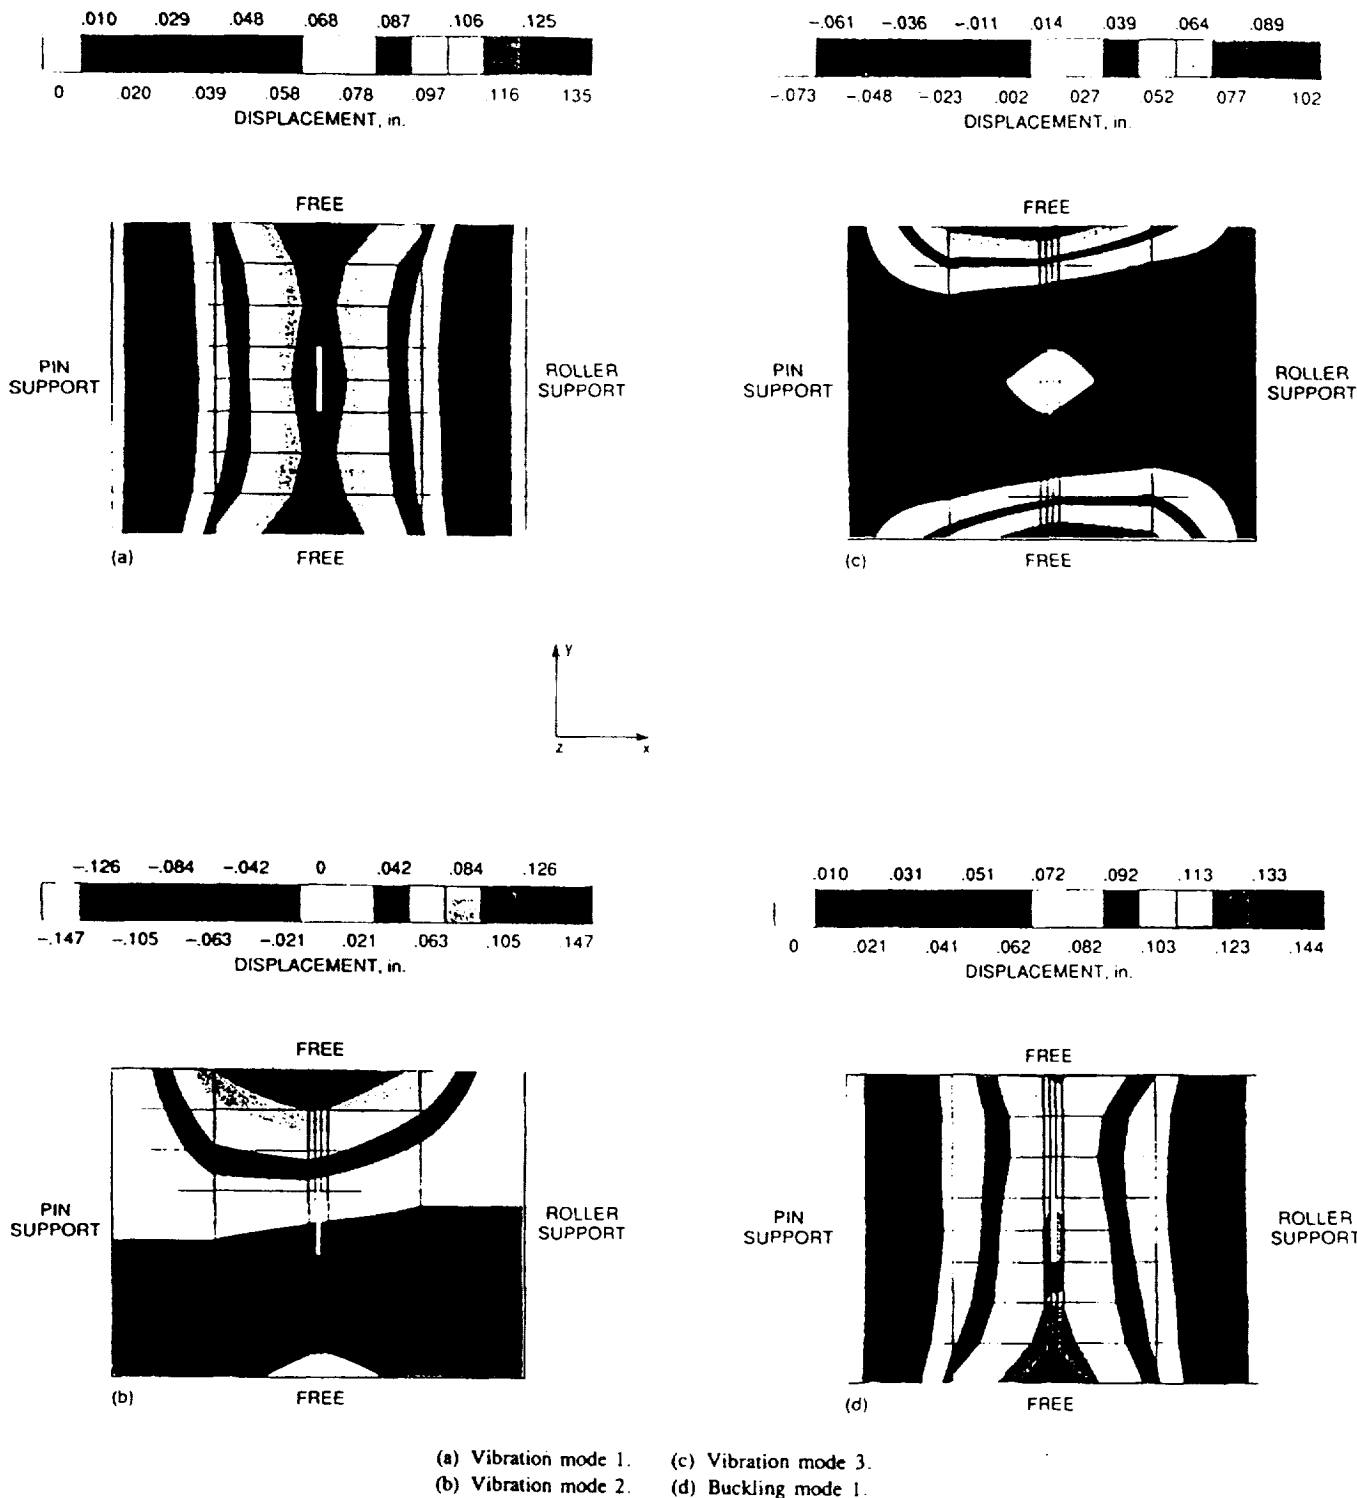 .010 .029 .048 .068 .087 .106 .125
0 .020 .039 .058 .078 .097 .116 135
DISPLACEMENT, in.
FREE
PIN
SUPPORT
ROLLER
SUPPORT
(a)
FREE
-.061 -.036 -.011 .014 .039 .064 .089
-.073 -.048 -.023 .002 027 052 077 102
DISPLACEMENT, in.
FREE
PIN
SUPPORT
ROLLER
SUPPORT
(c)
FREE
y
z
x
-.126 -.084 -.042 0 .042 .084 .126
-.147 -.105 -.063 -.021 .021 .063 .105 147
DISPLACEMENT, in.
FREE
PIN
SUPPORT
ROLLER
SUPPORT
(b)
FREE
.010 .031 .051 .072 .092 .113 .133
0 .021 .041 .062 .082 .103 .123 .144
DISPLACEMENT, in.
FREE
PIN
SUPPORT
ROLLER
SUPPORT
(d)
FREE
(a) Vibration mode 1. (c) Vibration mode 3.
(b) Vibration mode 2. (d) Buckling mode 1.